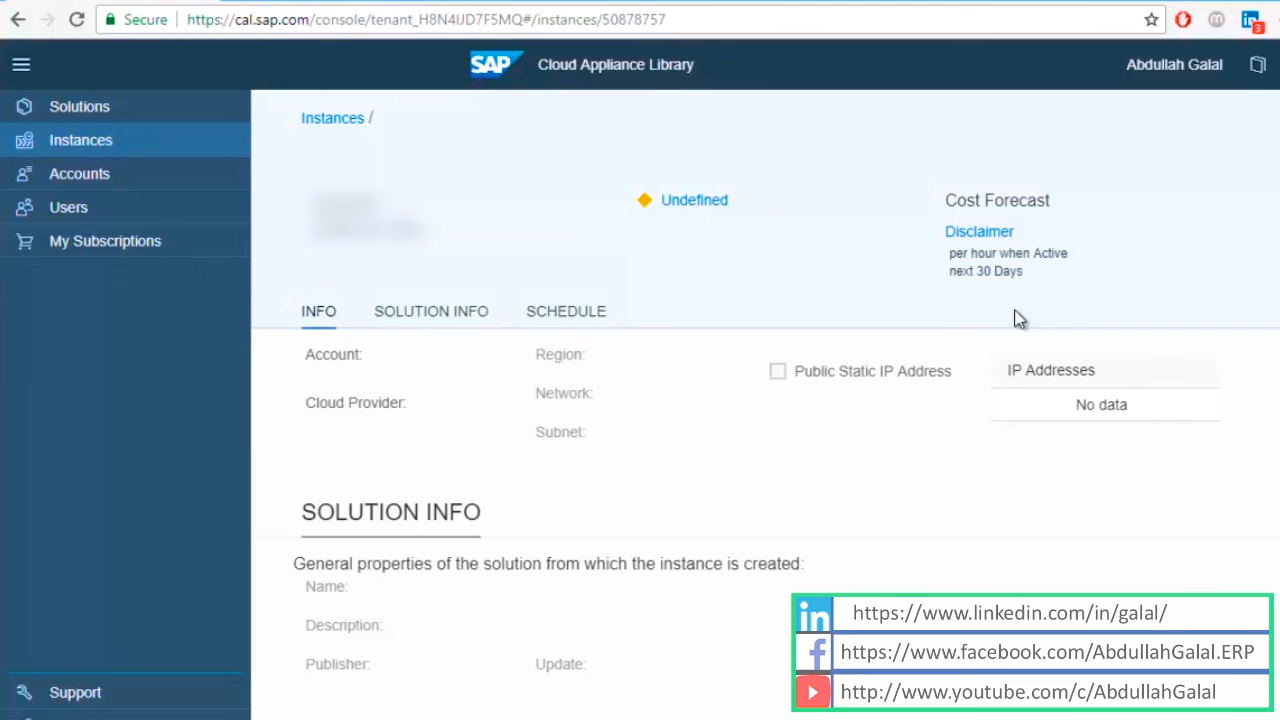 Secure
https://cal.sap.com/console/tenant_H8N4IJD7F5MQ#/instances/50878757
3
SAP
Cloud Appliance Library
Abdullah Galal
Solutions
Instances
Accounts
Users
My Subscriptions
Support
Instances /
Undefined
Cost Forecast
Disclaimer
per hour when Active
next 30 Days
INFO
SOLUTION INFO
SCHEDULE
Account:
Cloud Provider:
Region:
Network:
Subnet:
Public Static IP Address
IP Addresses
No data
SOLUTION INFO
General properties of the solution from which the instance is created:
Name:
Description:
Publisher:
Update:
in
https://www.linkedin.com/in/galal/
f
https://www.facebook.com/AbdullahGalal.ERP
http://www.youtube.com/c/AbdullahGalal